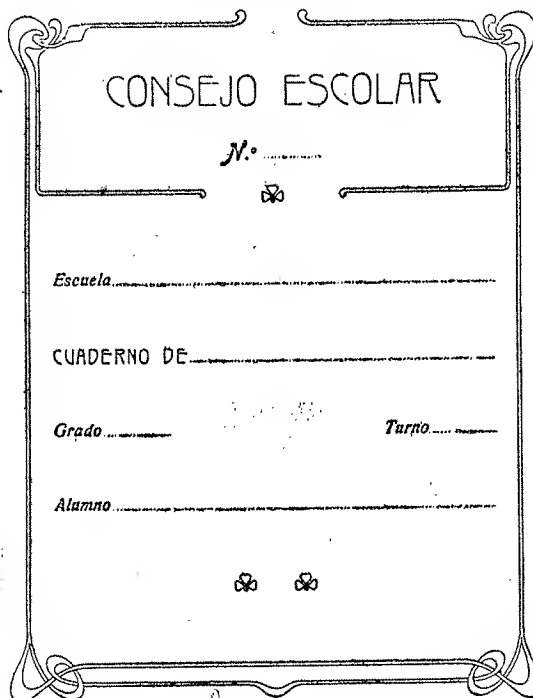 CONSEJO ESCOLAR
N.º ............
Escuela................................................
CUADERNO DE................................................
Grado............ Turno............
Alumno................................................